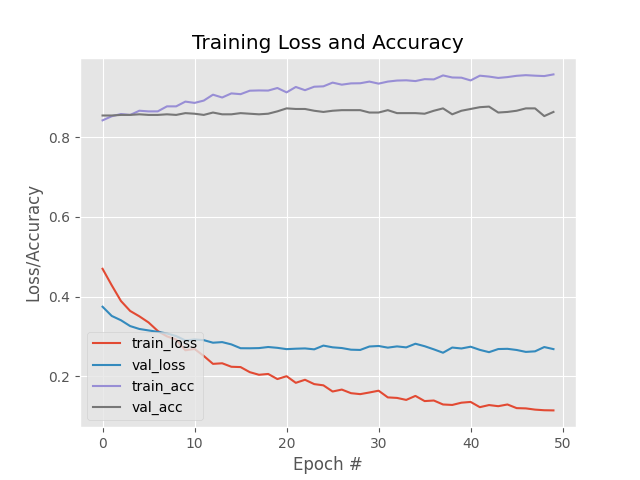 Training Loss and Accuracy
Loss/Accuracy
0.8
0.6
0.4
0.2
train_loss
val_loss
train_acc
val_acc
0 10 20 30 40 50
Epoch #